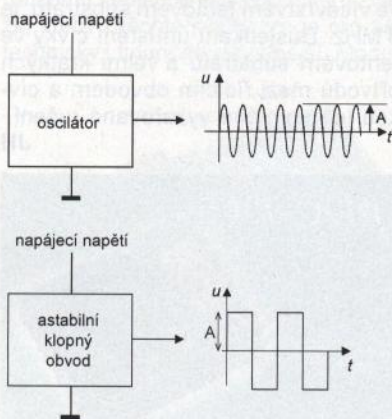 napájecí napětí
oscilátor
u
A
t
napájecí napětí
astabilní
klopný
obvod
u
A
t